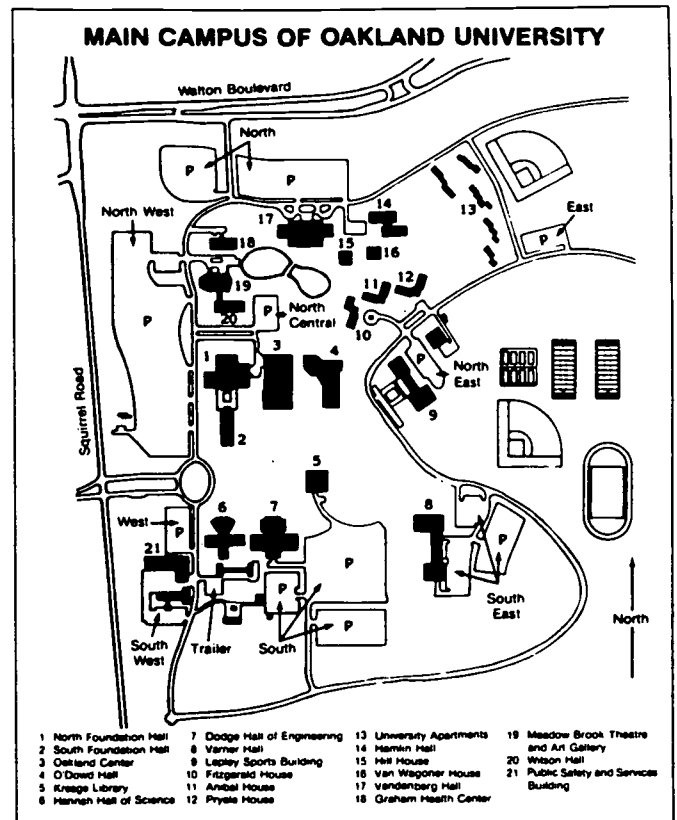 MAIN CAMPUS OF OAKLAND UNIVERSITY
Walton Boulevard
North
P
P
North West
17
14
13
East
P
18
15
16
19
11
12
P
20
P
North
Central
10
1
3
4
P
North
East
9
Squirrel Road
2
5
West
P
6
7
8
P
21
P
P
South
East
North
South
West
Trailer
South
P
1 North Foundation Hall
2 South Foundation Hall
3 Oakland Center
4 O'Dowd Hall
5 Kresge Library
6 Hannah Hall of Science
7 Dodge Hall of Engineering
8 Varner Hall
9 Lepley Sports Building
10 Fitzgerald House
11 Anibal House
12 Pryale House
13 University Apartments
14 Hamlin Hall
15 Hill House
16 Van Wagoner House
17 Vandenberg Hall
18 Graham Health Center
19 Meadow Brook Theatre
and Art Gallery
20 Wilson Hall
21 Public Safety and Services
Building